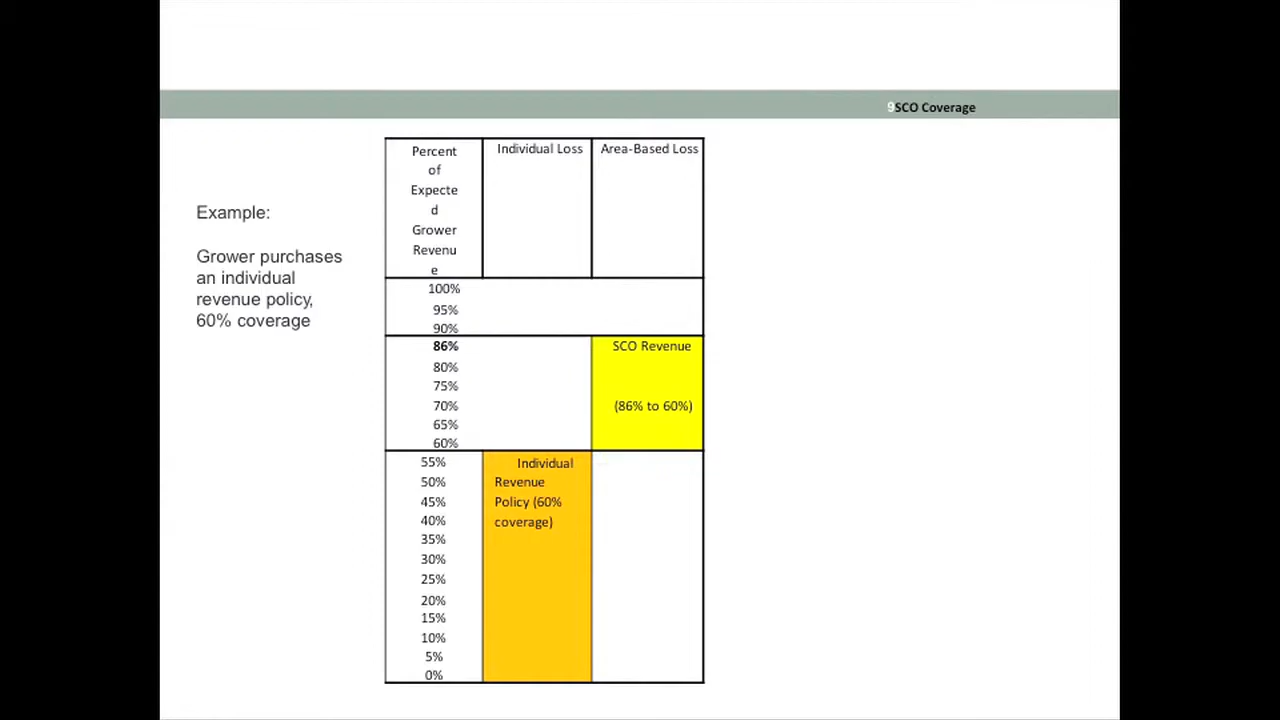 9SCO Coverage
Example:
Grower purchases
an individual
revenue policy,
60% coverage
Percent
of
Expecte
d
Grower
Revenu
e
Individual Loss
Area-Based Loss
100%
95%
90%
86%
80%
75%
70%
65%
60%
SCO Revenue
(86% to 60%)
55%
50%
45%
40%
35%
30%
25%
20%
15%
10%
5%
0%
Individual
Revenue
Policy (60%
coverage)